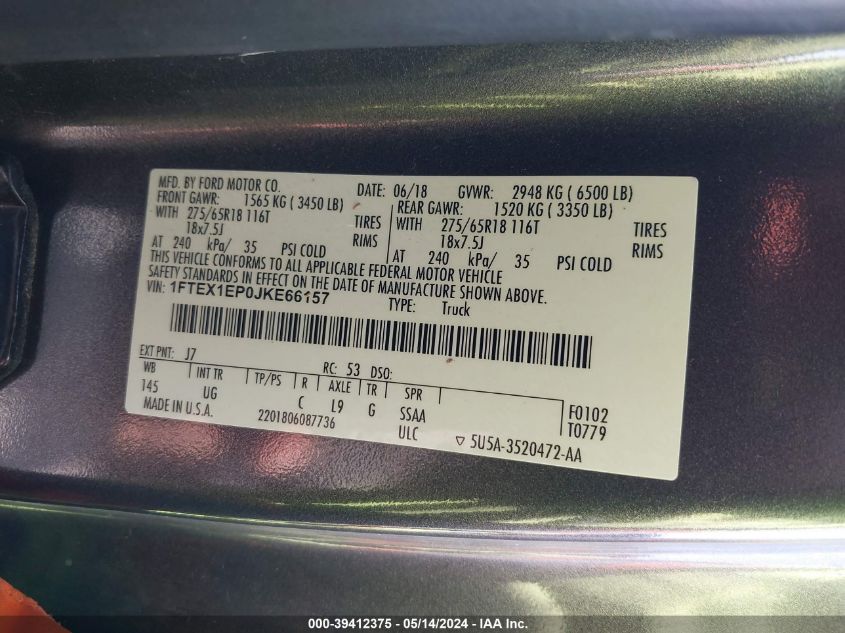 MFD. BY FORD MOTOR CO. DATE: 06/18 GVWR: 2948 KG ( 6500 LB)
FRONT GAWR: 1565 KG ( 3450 LB) REAR GAWR: 1520 KG ( 3350 LB)
WITH 275/65R18 116T TIRES WITH 275/65R18 116T TIRES
18x7.5J RIMS 18x7.5J RIMS
AT 240 kPa/ 35 PSI COLD AT 240 kPa/ 35 PSI COLD
THIS VEHICLE CONFORMS TO ALL APPLICABLE FEDERAL MOTOR VEHICLE
SAFETY STANDARDS IN EFFECT ON THE DATE OF MANUFACTURE SHOWN ABOVE.
VIN: 1FTEX1EP0JKE66157 TYPE: Truck
EXT PNT: J7 RC: 53 DSO:
WB INT TR TP/PS R AXLE TR SPR
145 UG C L9 G SSAA F0102
MADE IN U.S.A. 2201806087736 ULC T0779
5U5A-3520472-AA
000-39412375 - 05/14/2024 - IAA Inc.